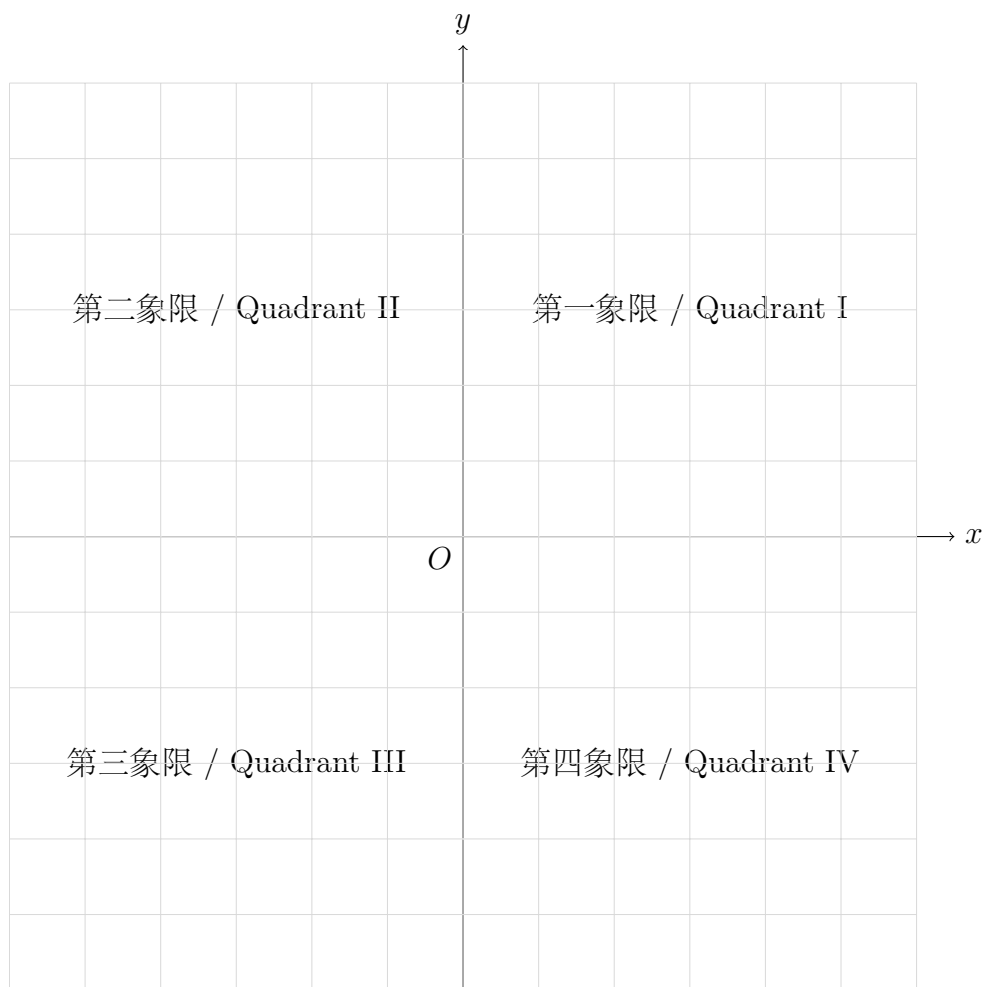 y
第二象限 / Quadrant II
第一象限 / Quadrant I
x
O
第三象限 / Quadrant III
第四象限 / Quadrant IV